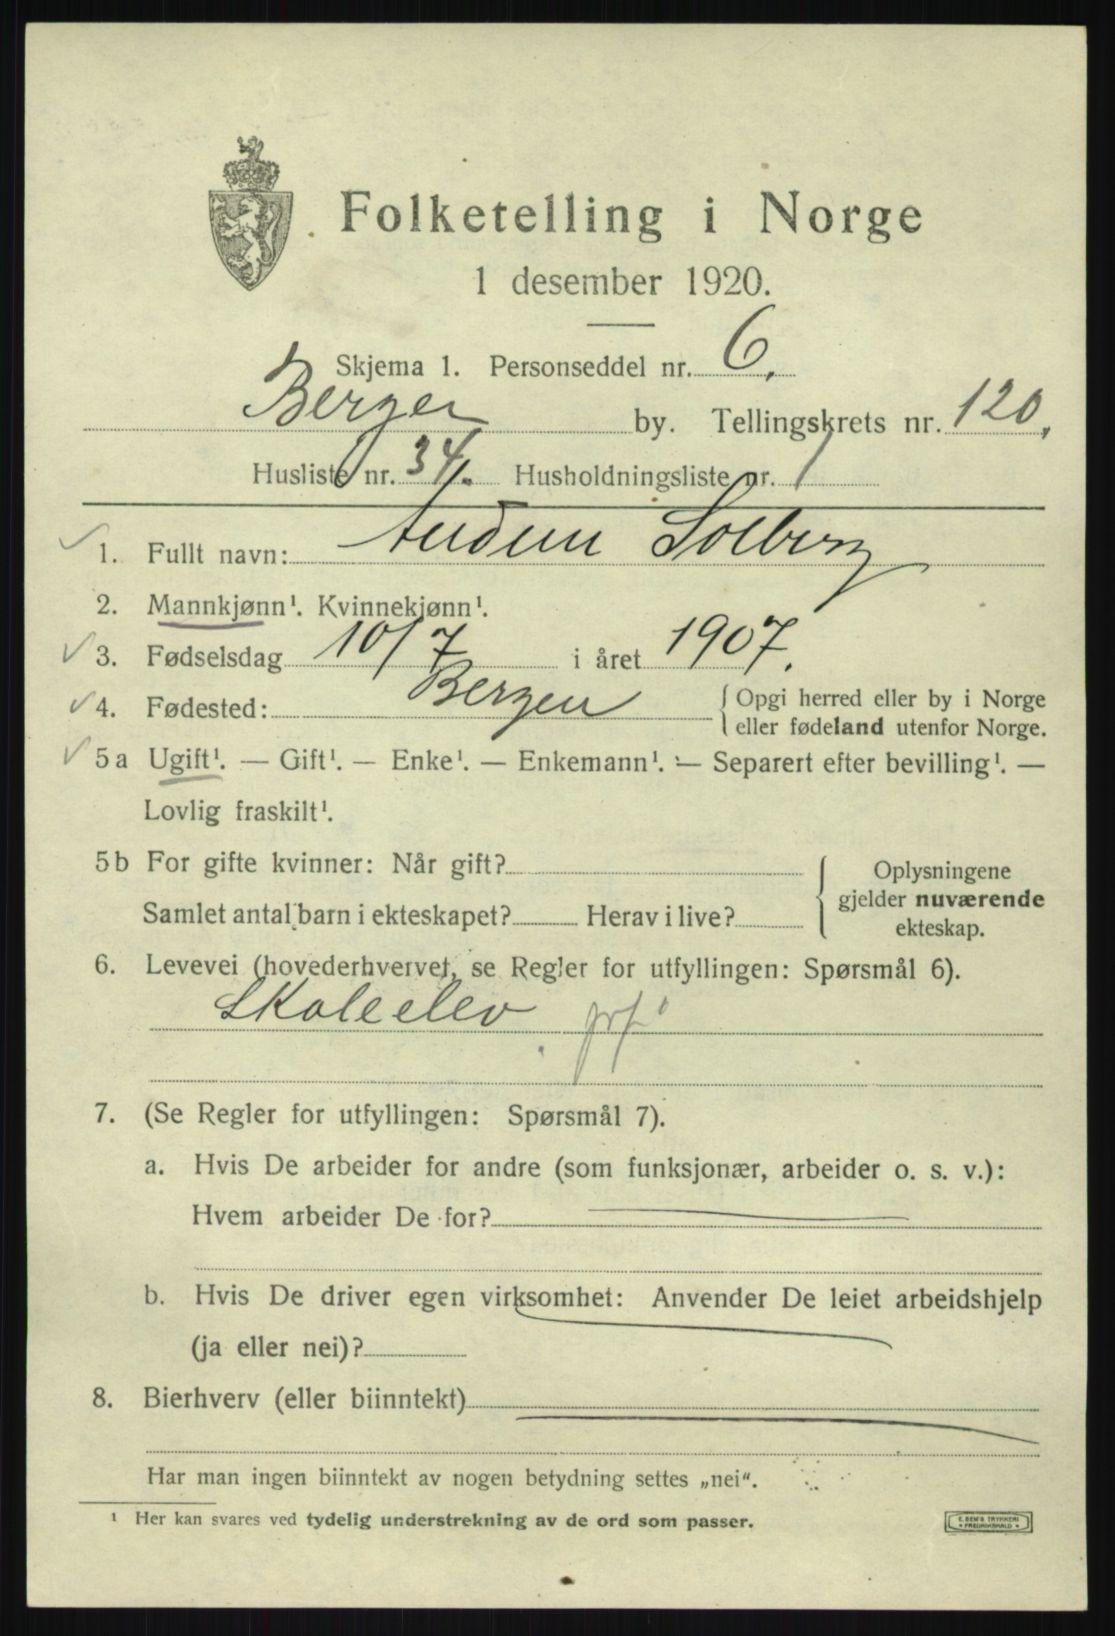 Folketelling i Norge
1 desember 1920.
Skjema 1. Personseddel nr. 6.
Bergen by. Tellingskrets nr. 120.
Husliste nr. 34. Husholdningsliste nr. 1
1. Fullt navn: Audun Solberg
2. Mannkjønn¹. Kvinnekjønn¹.
3. Fødselsdag 10/7 i året 1907.
4. Fødested: Bergen { Opgi herred eller by i Norge
eller fødeland utenfor Norge.
5a Ugift¹. — Gift¹. — Enke¹. — Enkemann¹. — Separert efter bevilling¹. —
Lovlig fraskilt¹.
5b For gifte kvinner: Når gift?
Samlet antal barn i ekteskapet? Herav i live?
{ Oplysningene
gjelder nuværende
ekteskap.
6. Levevei (hovederhvervet, se Regler for utfyllingen: Spørsmål 6).
Skoleelev
7. (Se Regler for utfyllingen: Spørsmål 7).
a. Hvis De arbeider for andre (som funksjonær, arbeider o. s. v.):
Hvem arbeider De for?
b. Hvis De driver egen virksomhet: Anvender De leiet arbeidshjelp
(ja eller nei)?
8. Bierhverv (eller biinntekt)
Har man ingen biinntekt av nogen betydning settes „nei“.
¹ Her kan svares ved tydelig understrekning av de ord som passer.
E. SEM'S TRYKKERI
FREDRIKSHALD